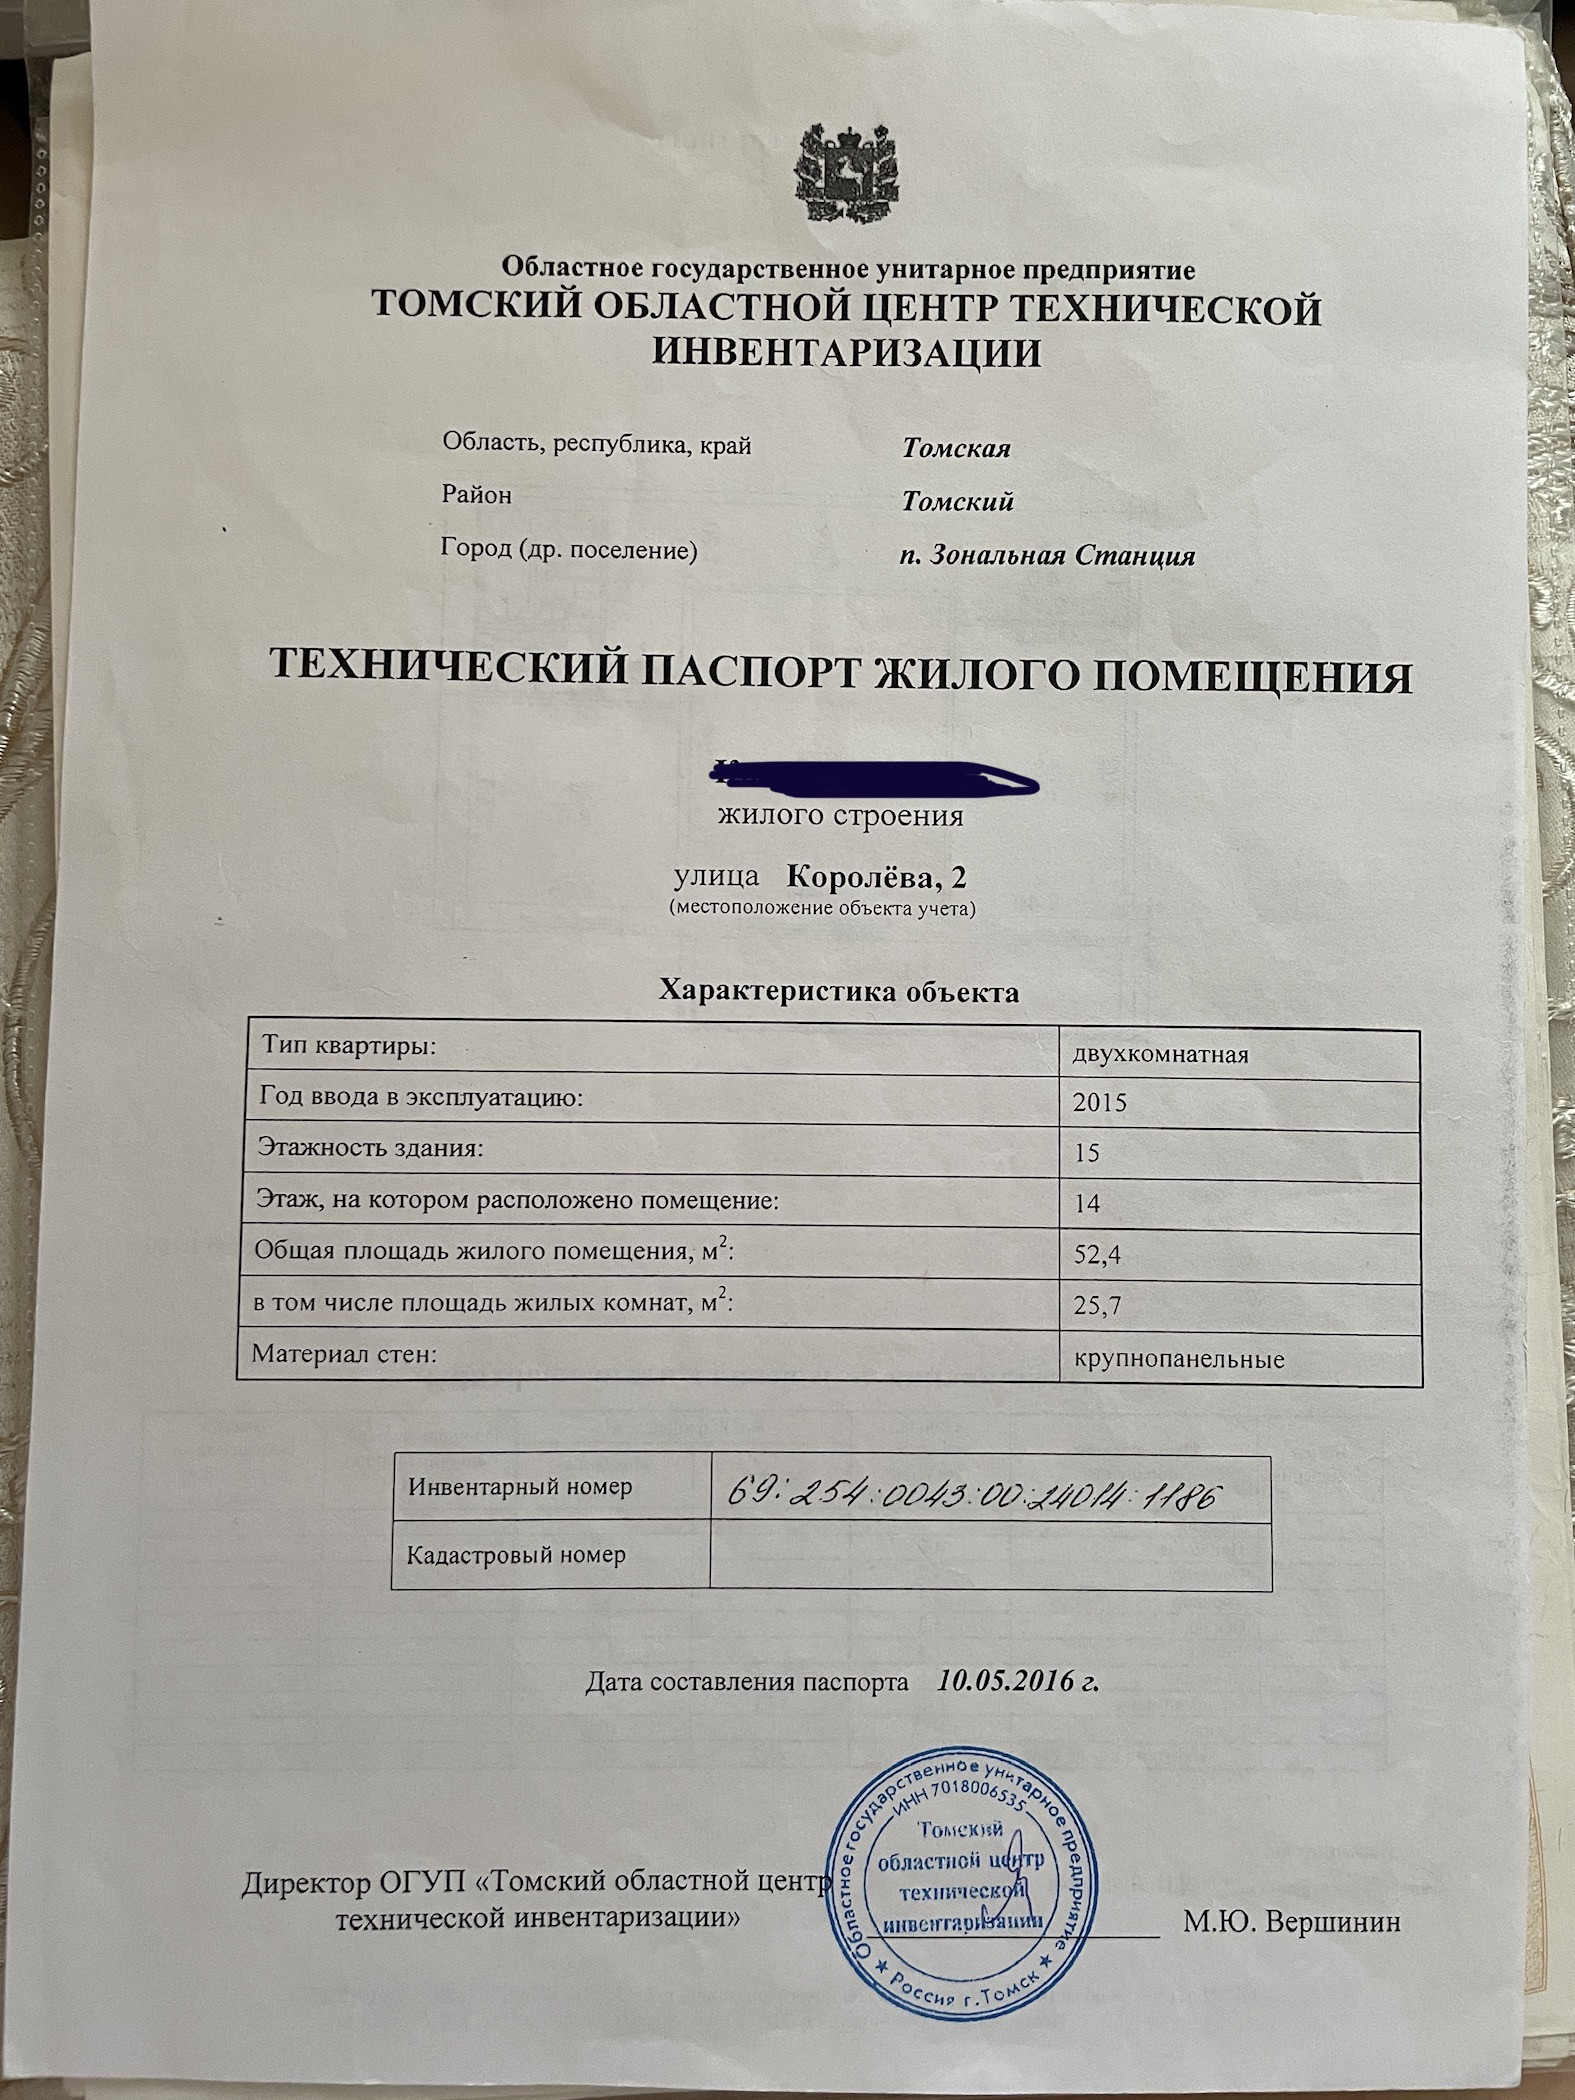 Областное государственное унитарное предприятие
ТОМСКИЙ ОБЛАСТНОЙ ЦЕНТР ТЕХНИЧЕСКОЙ
ИНВЕНТАРИЗАЦИИ
Область, республика, край Томская
Район Томский
Город (др. поселение) п. Зональная Станция
ТЕХНИЧЕСКИЙ ПАСПОРТ ЖИЛОГО ПОМЕЩЕНИЯ
жилого строения
улица Королёва, 2
(местоположение объекта учета)
Характеристика объекта
Тип квартиры: двухкомнатная
Год ввода в эксплуатацию: 2015
Этажность здания: 15
Этаж, на котором расположено помещение: 14
Общая площадь жилого помещения, м²: 52,4
в том числе площадь жилых комнат, м²: 25,7
Материал стен: крупнопанельные
Инвентарный номер 69:254:0043:00:24014:1186
Кадастровый номер
Дата составления паспорта 10.05.2016 г.
Областное государственное унитарное предприятие
ИНН 7018006535
Томский
областной центр
технической
инвентаризации
★ Россия г.Томск ★
Директор ОГУП «Томский областной центр
технической инвентаризации» М.Ю. Вершинин